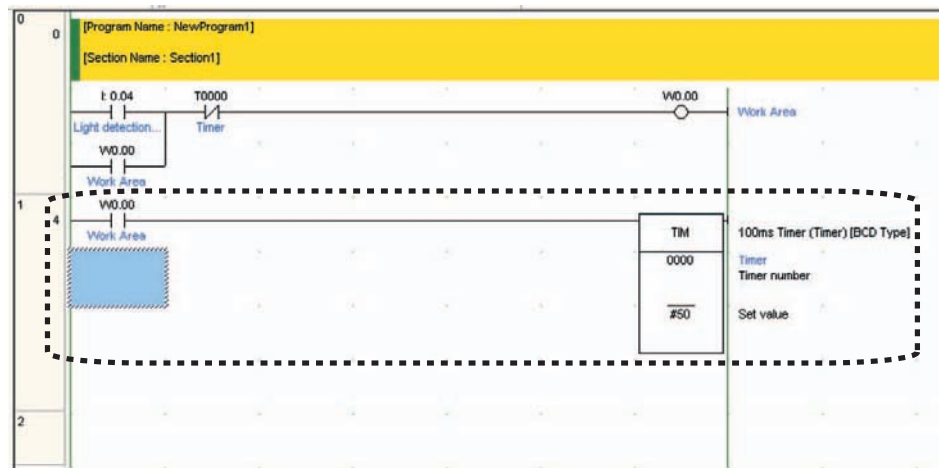 0
0
[Program Name : NewProgram1]
[Section Name : Section1]
I: 0.04 T0000 W0.00
Light detection... Timer Work Area
W0.00
Work Area
1
4
W0.00
Work Area
TIM 100ms Timer (Timer) [BCD Type]
0000 Timer
Timer number
#50 Set value
2